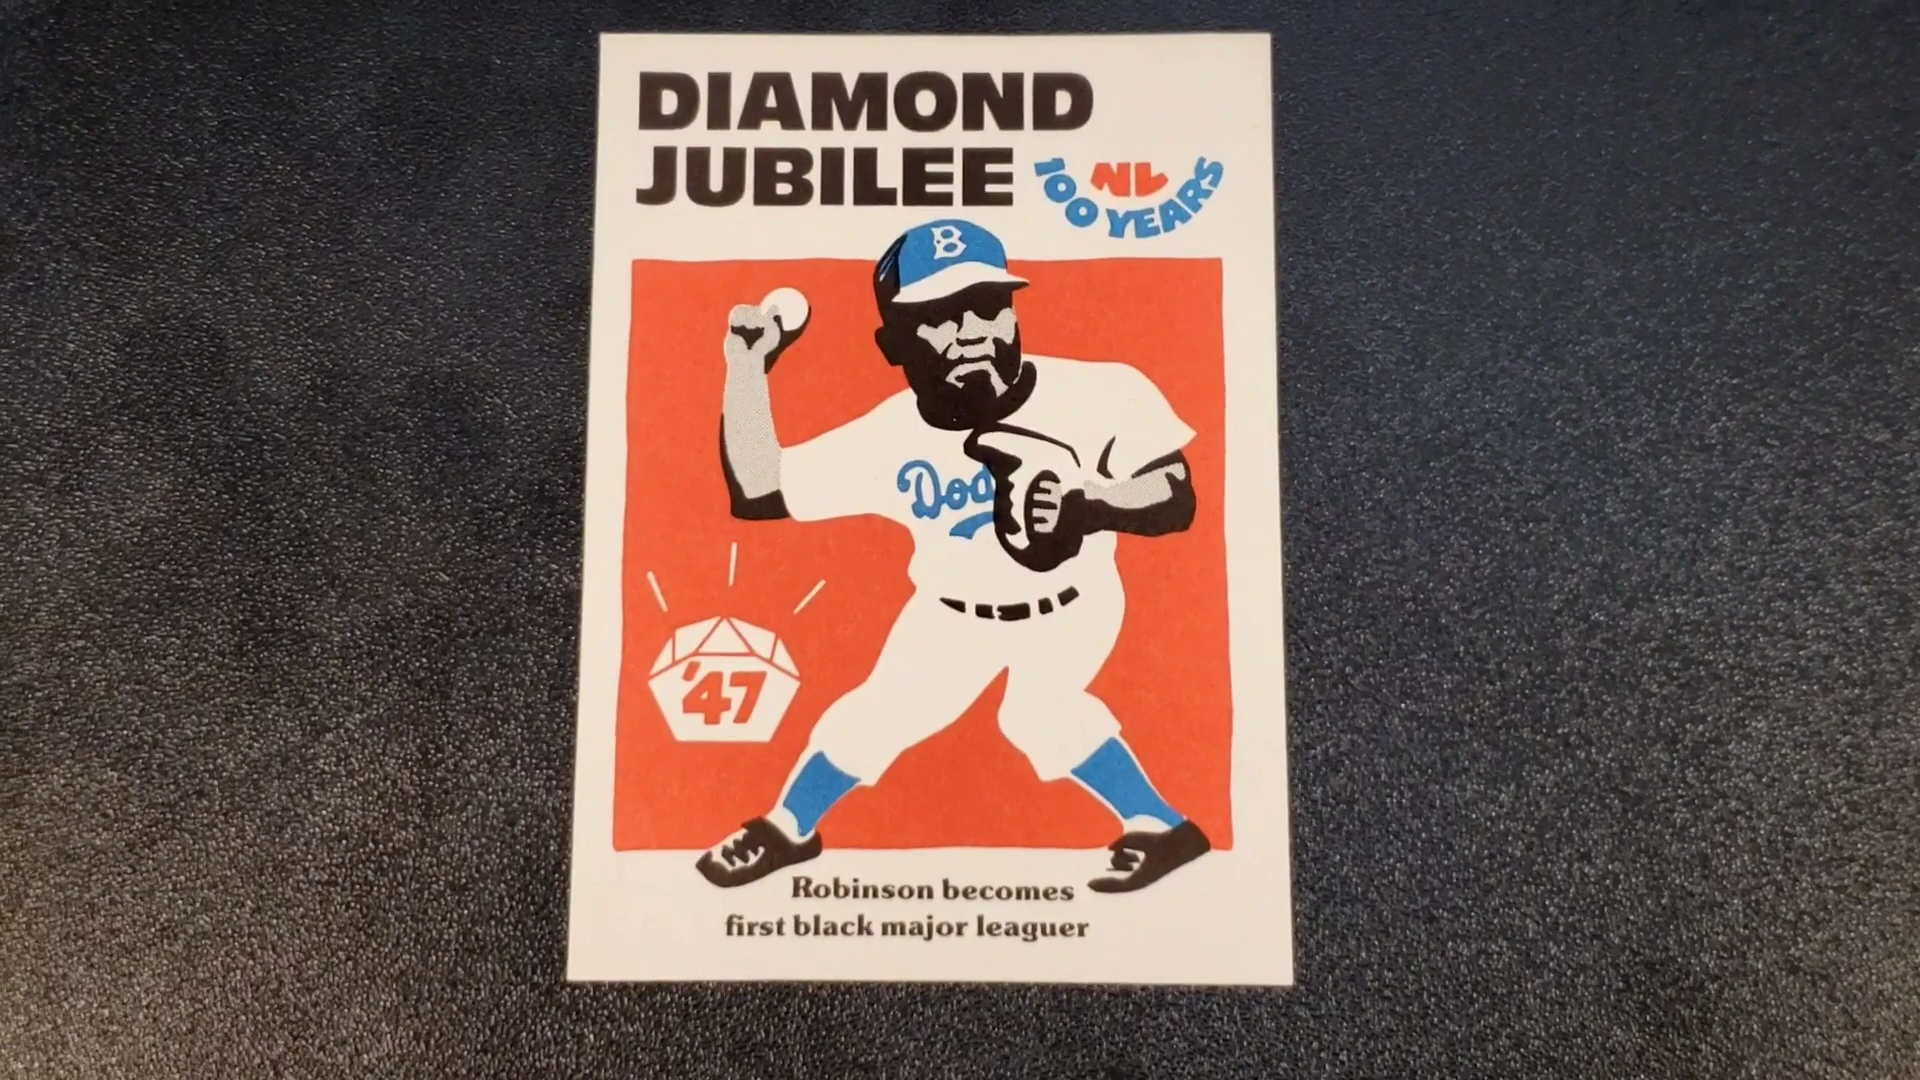 DIAMOND
JUBILEE
NL
100 YEARS
B
Dod
'47
Robinson becomes
first black major leaguer